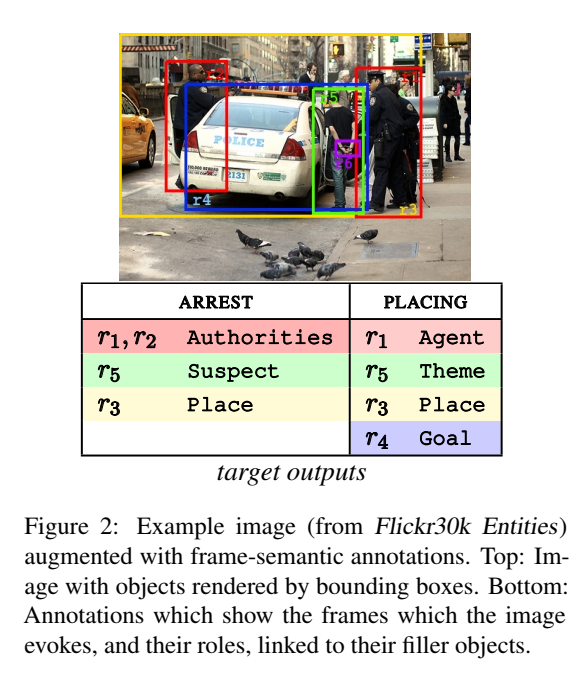 r5
POLICE
2131
r6
r4
r3
ARREST PLACING
r1, r2 Authorities r1 Agent
r5 Suspect r5 Theme
r3 Place r3 Place
r4 Goal
target outputs
Figure 2: Example image (from Flickr30k Entities)
augmented with frame-semantic annotations. Top: Im-
age with objects rendered by bounding boxes. Bottom:
Annotations which show the frames which the image
evokes, and their roles, linked to their filler objects.